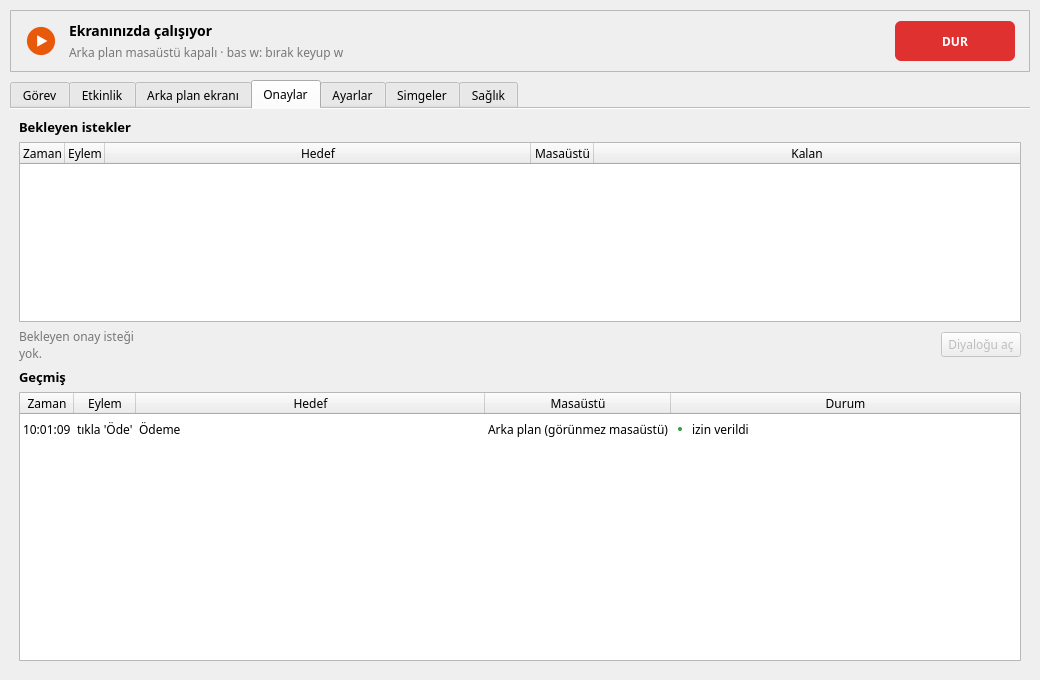 Ekranınızda çalışıyor
Arka plan masaüstü kapalı · bas w: bırak keyup w
DUR
Görev Etkinlik Arka plan ekranı Onaylar Ayarlar Simgeler Sağlık
Bekleyen istekler
Zaman Eylem Hedef Masaüstü Kalan
Bekleyen onay isteği
yok.
Diyaloğu aç
Geçmiş
Zaman Eylem Hedef Masaüstü Durum
10:01:09 tıkla 'Öde' Ödeme Arka plan (görünmez masaüstü) • izin verildi